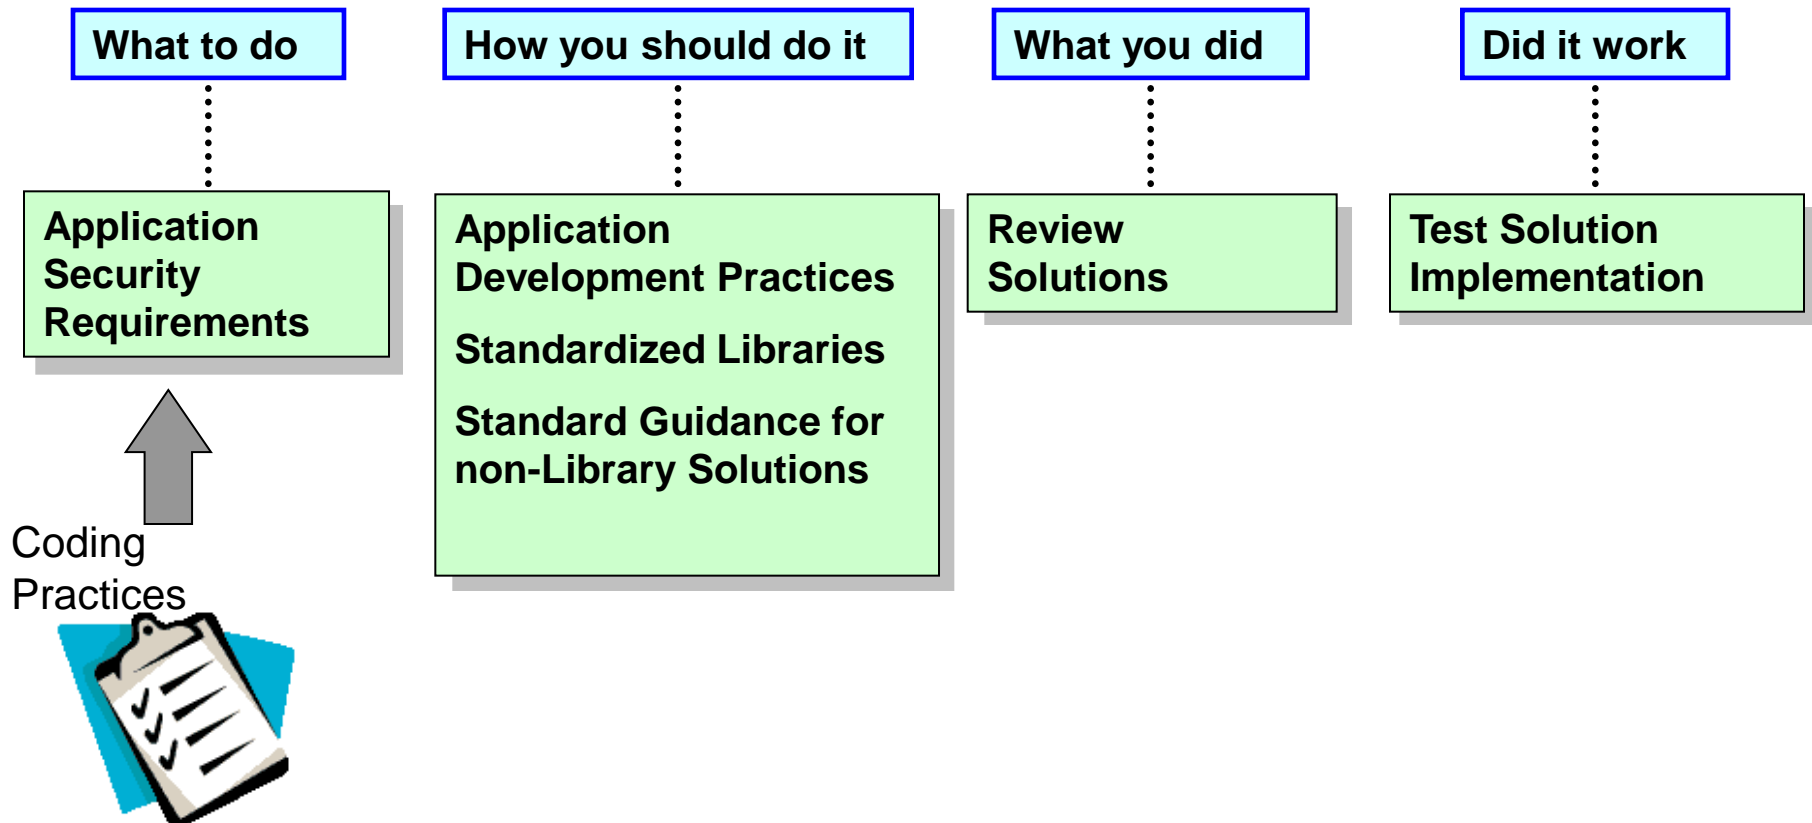 What to do
How you should do it
What you did
Did it work
Application
Security
Requirements
Application
Development Practices
Standardized Libraries
Standard Guidance for
non-Library Solutions
Review
Solutions
Test Solution
Implementation
Coding
Practices